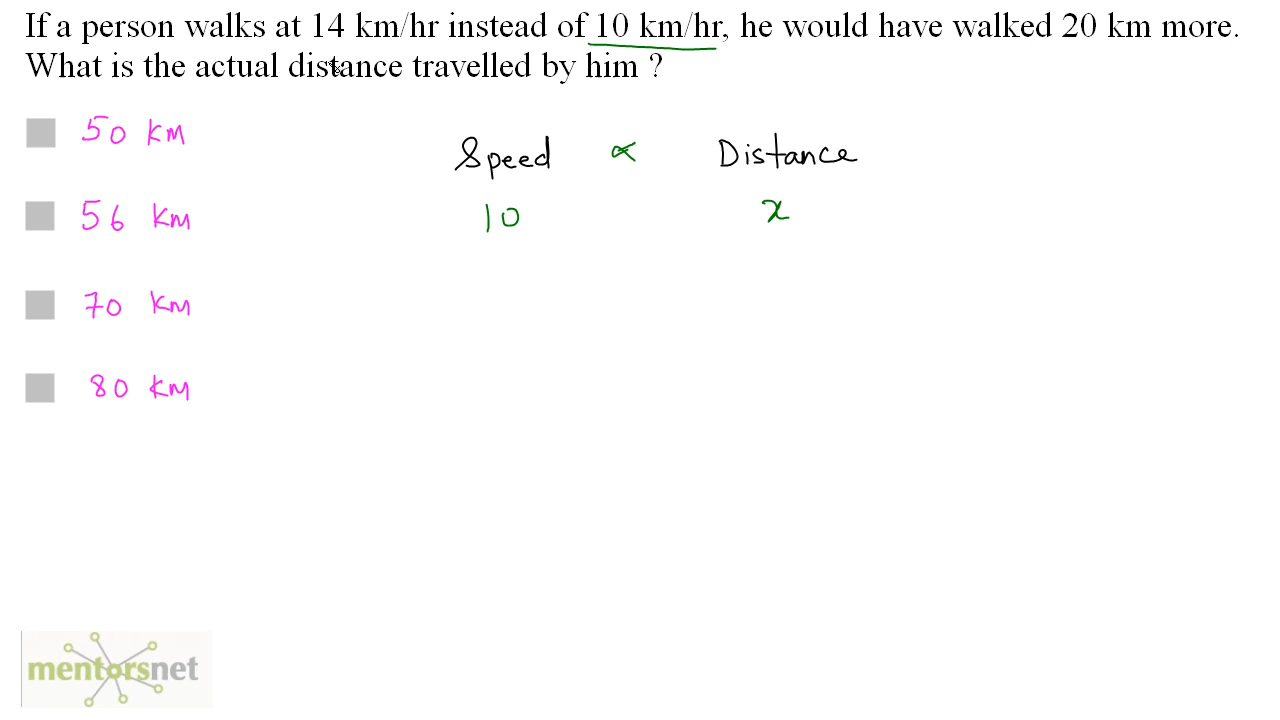 If a person walks at 14 km/hr instead of 10 km/hr, he would have walked 20 km more.
What is the actual distance travelled by him ?
50 KM
Speed ∝ Distance
10 x
56 KM
70 KM
80 KM
mentorsnet